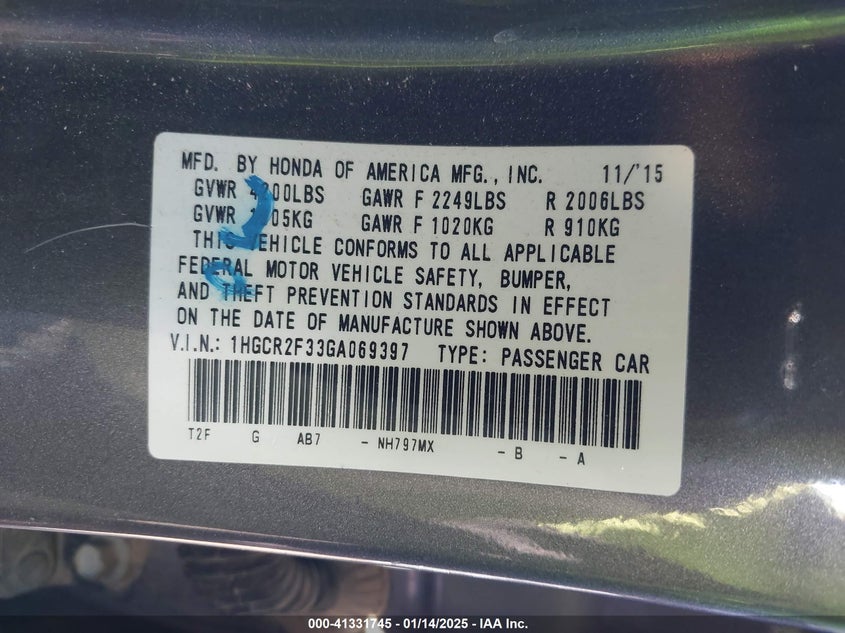 MFD. BY HONDA OF AMERICA MFG., INC. 11/'15
GVWR LBS GAWR F 2249LBS R 2006LBS
GVWR GAWR F 1020KG R 910KG
THIS VEHICLE CONFORMS TO ALL APPLICABLE
FEDERAL MOTOR VEHICLE SAFETY, BUMPER,
AND THEFT PREVENTION STANDARDS IN EFFECT
ON THE DATE OF MANUFACTURE SHOWN ABOVE.
V.I.N.: 1HGCR2F33GA069397 TYPE: PASSENGER CAR
T2F G AB7 - NH797MX - B - A
000-41331745 — 01/14/2025 — IAA Inc.